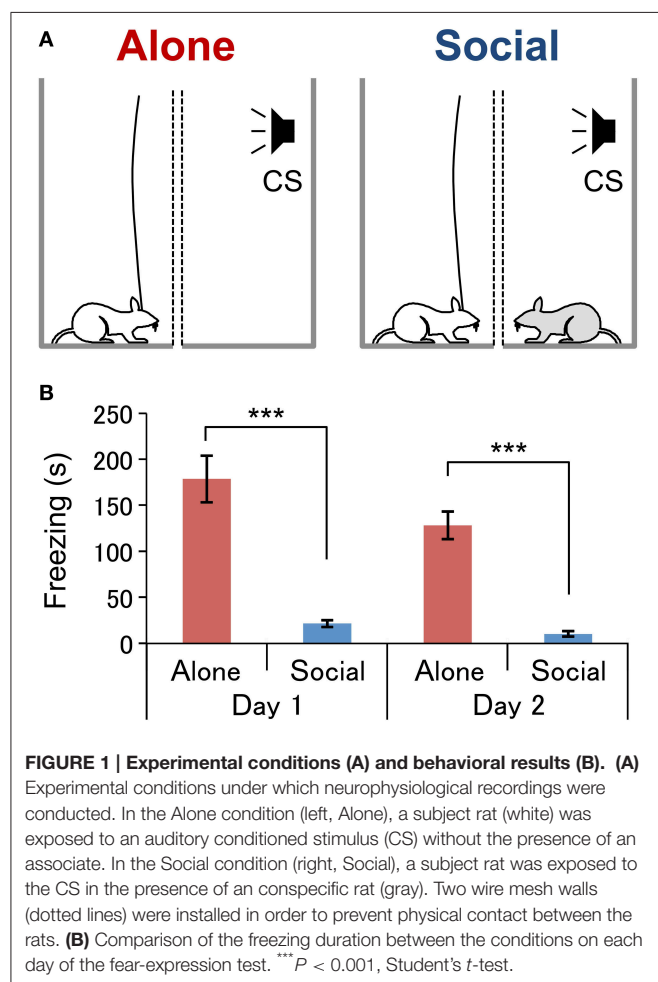 A
Alone
Social
CS
CS
B
Freezing (s)
250
200
150
100
50
0
***
***
Alone
Social
Alone
Social
Day 1
Day 2
FIGURE 1 | Experimental conditions (A) and behavioral results (B). (A)
Experimental conditions under which neurophysiological recordings were
conducted. In the Alone condition (left, Alone), a subject rat (white) was
exposed to an auditory conditioned stimulus (CS) without the presence of an
associate. In the Social condition (right, Social), a subject rat was exposed to
the CS in the presence of an conspecific rat (gray). Two wire mesh walls
(dotted lines) were installed in order to prevent physical contact between the
rats. (B) Comparison of the freezing duration between the conditions on each
day of the fear-expression test. ***P < 0.001, Student's t-test.